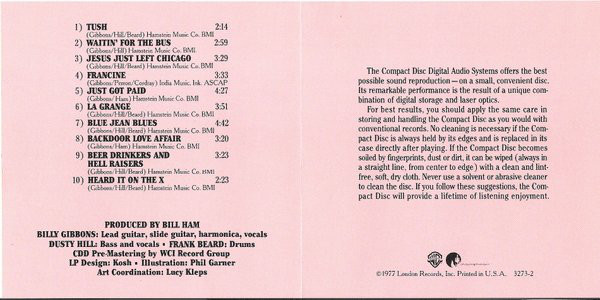 1) TUSH 2:14
(Gibbons/Hill/Beard) Hamstein Music Co. BMI
2) WAITIN' FOR THE BUS 2:59
(Gibbons/Hill) Hamstein Music Co. BMI
3) JESUS JUST LEFT CHICAGO 3:29
(Gibbons/Hill/Beard) Hamstein Music Co. BMI
4) FRANCINE 3:33
(Gibbons/Perron/Cordray) India Music, Ink. ASCAP
5) JUST GOT PAID 4:27
(Gibbons/Ham) Hamstein Music Co. BMI
6) LA GRANGE 3:51
(Gibbons/Hill/Beard) Hamstein Music Co. BMI
7) BLUE JEAN BLUES 4:42
(Gibbons/Hill/Beard) Hamstein Music Co. BMI
8) BACKDOOR LOVE AFFAIR 3:20
(Gibbons/Ham) Hamstein Music Co. BMI
9) BEER DRINKERS AND 3:23
HELL RAISERS
(Gibbons/Hill/Beard) Hamstein Music Co. BMI
10) HEARD IT ON THE X 2:23
(Gibbons/Hill/Beard) Hamstein Music Co. BMI
PRODUCED BY BILL HAM
BILLY GIBBONS: Lead guitar, slide guitar, harmonica, vocals
DUSTY HILL: Bass and vocals • FRANK BEARD: Drums
CDD Pre-Mastering by WCI Record Group
LP Design: Kosh • Illustration: Phil Garner
Art Coordination: Lucy Kleps
The Compact Disc Digital Audio Systems offers the best
possible sound reproduction—on a small, convenient disc.
Its remarkable performance is the result of a unique com-
bination of digital storage and laser optics.
For best results, you should apply the same care in
storing and handling the Compact Disc as you would with
conventional records. No cleaning is necessary if the Com-
pact Disc is always held by its edges and is replaced in its
case directly after playing. If the Compact Disc becomes
soiled by fingerprints, dust or dirt, it can be wiped (always in
a straight line, from center to edge) with a clean and lint-
free, soft, dry cloth. Never use a solvent or abrasive cleaner
to clean the disc. If you follow these suggestions, the Com-
pact Disc will provide a lifetime of listening enjoyment.
©1977 London Records, Inc. Printed in U.S.A. 3273-2